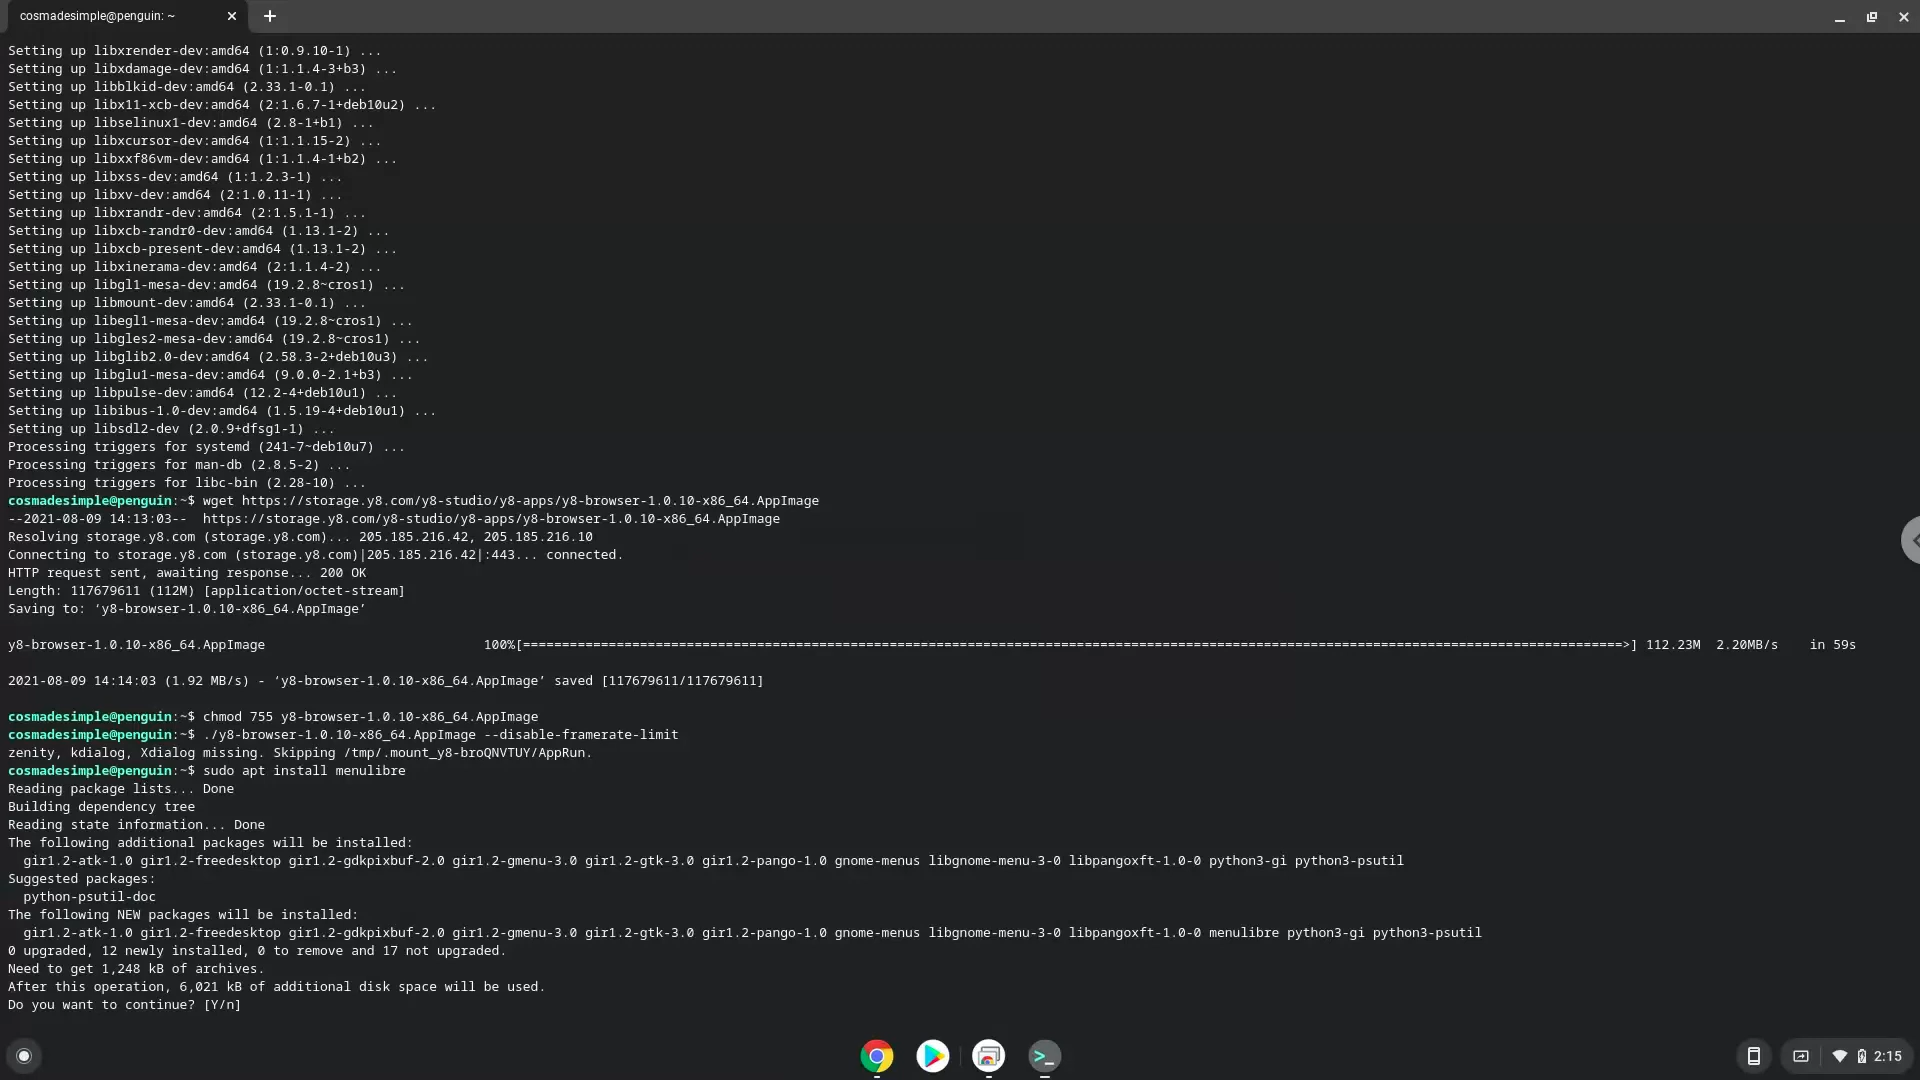 cosmadesimple@penguin: ~
Setting up libxrender-dev:amd64 (1:0.9.10-1) ...
Setting up libxdamage-dev:amd64 (1:1.1.4-3+b3) ...
Setting up libblkid-dev:amd64 (2.33.1-0.1) ...
Setting up libx11-xcb-dev:amd64 (2:1.6.7-1+deb10u2) ...
Setting up libselinux1-dev:amd64 (2.8-1+b1) ...
Setting up libxcursor-dev:amd64 (1:1.1.15-2) ...
Setting up libxxf86vm-dev:amd64 (1:1.1.4-1+b2) ...
Setting up libxss-dev:amd64 (1:1.2.3-1) ...
Setting up libxv-dev:amd64 (2:1.0.11-1) ...
Setting up libxrandr-dev:amd64 (2:1.5.1-1) ...
Setting up libxcb-randr0-dev:amd64 (1.13.1-2) ...
Setting up libxcb-present-dev:amd64 (1.13.1-2) ...
Setting up libxinerama-dev:amd64 (2:1.1.4-2) ...
Setting up libgl1-mesa-dev:amd64 (19.2.8~cros1) ...
Setting up libmount-dev:amd64 (2.33.1-0.1) ...
Setting up libegl1-mesa-dev:amd64 (19.2.8~cros1) ...
Setting up libgles2-mesa-dev:amd64 (19.2.8~cros1) ...
Setting up libglib2.0-dev:amd64 (2.58.3-2+deb10u3) ...
Setting up libglu1-mesa-dev:amd64 (9.0.0-2.1+b3) ...
Setting up libpulse-dev:amd64 (12.2-4+deb10u1) ...
Setting up libibus-1.0-dev:amd64 (1.5.19-4+deb10u1) ...
Setting up libsdl2-dev (2.0.9+dfsg1-1) ...
Processing triggers for systemd (241-7~deb10u7) ...
Processing triggers for man-db (2.8.5-2) ...
Processing triggers for libc-bin (2.28-10) ...
cosmadesimple@penguin:~$ wget https://storage.y8.com/y8-studio/y8-apps/y8-browser-1.0.10-x86_64.AppImage
--2021-08-09 14:13:03--  https://storage.y8.com/y8-studio/y8-apps/y8-browser-1.0.10-x86_64.AppImage
Resolving storage.y8.com (storage.y8.com)... 205.185.216.42, 205.185.216.10
Connecting to storage.y8.com (storage.y8.com)|205.185.216.42|:443... connected.
HTTP request sent, awaiting response... 200 OK
Length: 117679611 (112M) [application/octet-stream]
Saving to: ‘y8-browser-1.0.10-x86_64.AppImage’
y8-browser-1.0.10-x86_64.AppImage 100%[=============================================================================================================================================>] 112.23M 2.20MB/s in 59s
2021-08-09 14:14:03 (1.92 MB/s) - ‘y8-browser-1.0.10-x86_64.AppImage’ saved [117679611/117679611]
cosmadesimple@penguin:~$ chmod 755 y8-browser-1.0.10-x86_64.AppImage
cosmadesimple@penguin:~$ ./y8-browser-1.0.10-x86_64.AppImage --disable-framerate-limit
zenity, kdialog, Xdialog missing. Skipping /tmp/.mount_y8-broQNVTUY/AppRun.
cosmadesimple@penguin:~$ sudo apt install menulibre
Reading package lists... Done
Building dependency tree
Reading state information... Done
The following additional packages will be installed:
gir1.2-atk-1.0 gir1.2-freedesktop gir1.2-gdkpixbuf-2.0 gir1.2-gmenu-3.0 gir1.2-gtk-3.0 gir1.2-pango-1.0 gnome-menus libgnome-menu-3-0 libpangoxft-1.0-0 python3-gi python3-psutil
Suggested packages:
python-psutil-doc
The following NEW packages will be installed:
gir1.2-atk-1.0 gir1.2-freedesktop gir1.2-gdkpixbuf-2.0 gir1.2-gmenu-3.0 gir1.2-gtk-3.0 gir1.2-pango-1.0 gnome-menus libgnome-menu-3-0 libpangoxft-1.0-0 menulibre python3-gi python3-psutil
0 upgraded, 12 newly installed, 0 to remove and 17 not upgraded.
Need to get 1,248 kB of archives.
After this operation, 6,021 kB of additional disk space will be used.
Do you want to continue? [Y/n]
2:15